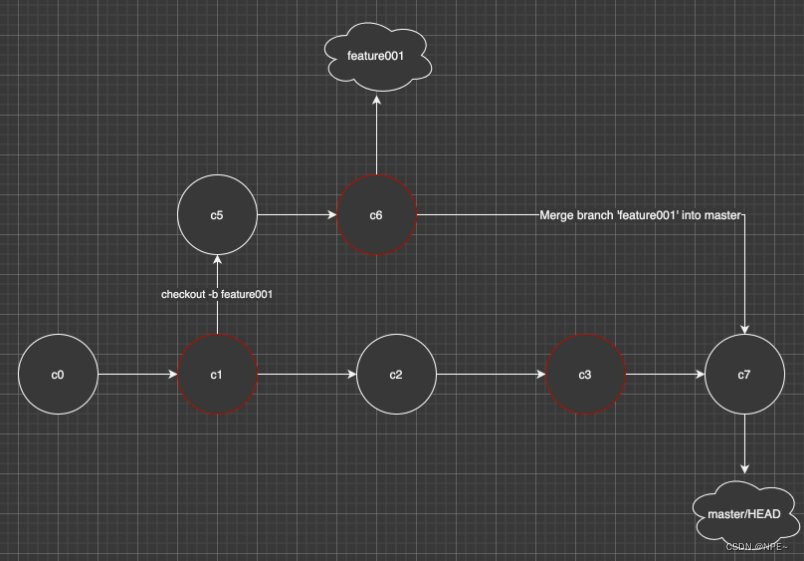 feature001
c5
c6
Merge branch 'feature001' into master
checkout -b feature001
c0
c1
c2
c3
c7
master/HEAD
CSDN @NPE~